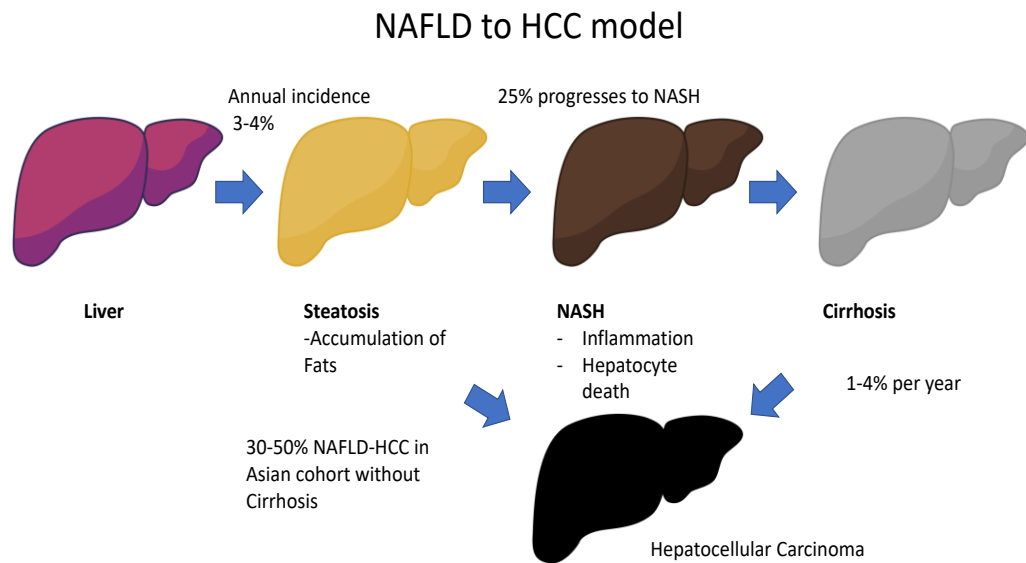 NAFLD to HCC model
Annual incidence
3-4%
25% progresses to NASH
Liver
Steatosis
-Accumulation of
Fats
NASH
- Inflammation
- Hepatocyte
death
Cirrhosis
1-4% per year
30-50% NAFLD-HCC in
Asian cohort without
Cirrhosis
Hepatocellular Carcinoma